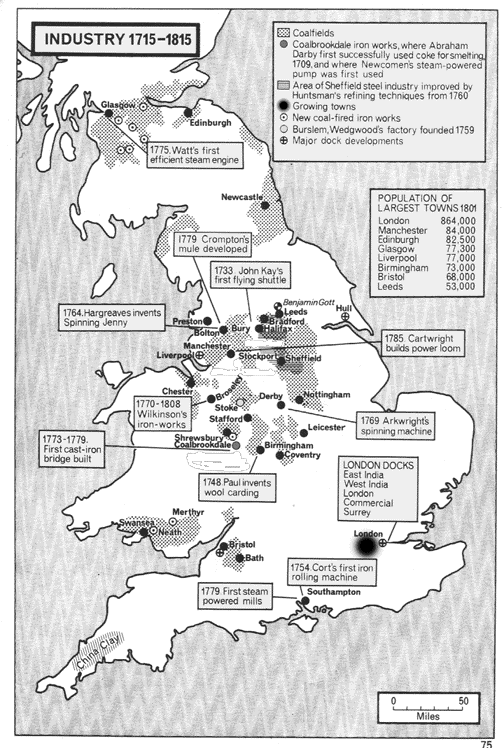 INDUSTRY 1715-1815
Coalfields
Coalbrookdale iron works, where Abraham
Darby first successfully used coke for smelting
1709, and where Newcomen's steam-powered
pump was first used
Area of Sheffield steel industry improved by
Huntsman's refining techniques from 1760
Growing towns
New coal-fired iron works
Burslem, Wedgwood's factory founded 1759
Major dock developments
Glasgow
Edinburgh
1775. Watt's first
efficient steam engine
POPULATION OF
LARGEST TOWNS 1801
London 864,000
Manchester 84,000
Edinburgh 82,500
Glasgow 77,300
Liverpool 77,000
Birmingham 73,000
Bristol 68,000
Leeds 53,000
Newcastle
1779 Crompton's
mule developed
1733. John Kay's
first flying shuttle
1764. Hargreaves invents
Spinning Jenny
Benjamin Gott
Leeds
Hull
Preston
Bradford
Bolton
Bury
Halifax
1785. Cartwright
builds power loom
Manchester
Liverpool
Stockport
Sheffield
Chester
Broseley
Nottingham
Derby
Stoke
1770-1808
Wilkinson's
iron-works
Stafford
1769 Arkwright's
spinning machine
Leicester
1773-1779.
First cast-iron
bridge built
Shrewsbury
Coalbrookdale
Birmingham
Coventry
1748. Paul invents
wool carding
LONDON DOCKS
East India
West India
London
Commercial
Surrey
Merthyr
Swansea
Neath
London
Bristol
Bath
1754. Cort's first iron
rolling machine
1779. First steam
powered mills
Southampton
China Clay
0 50
Miles
75